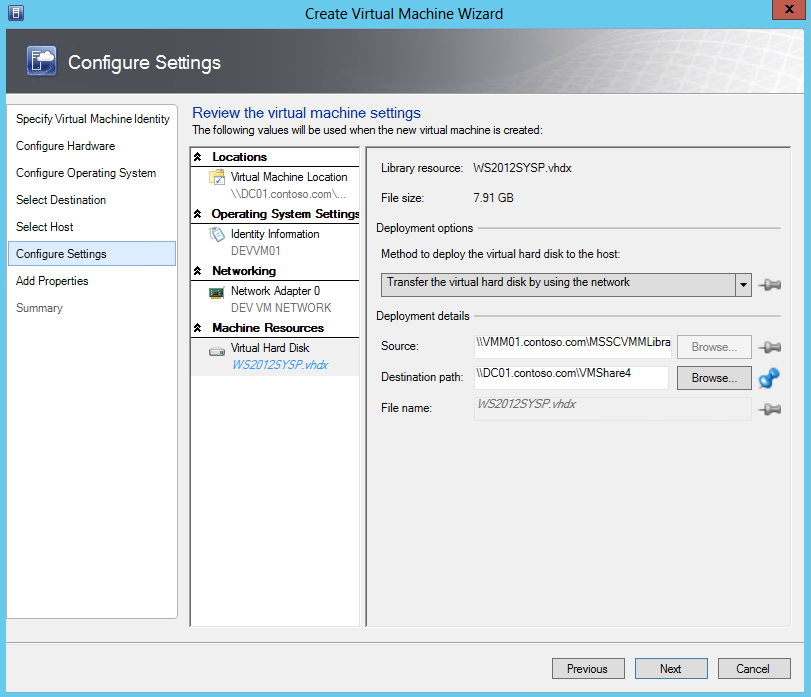 Create Virtual Machine Wizard
x
Configure Settings
Specify Virtual Machine Identity
Configure Hardware
Configure Operating System
Select Destination
Select Host
Configure Settings
Add Properties
Summary
Review the virtual machine settings
The following values will be used when the new virtual machine is created:
Locations
Virtual Machine Location
\\DC01.contoso.com\...
Operating System Settings
Identity Information
DEVVM01
Networking
Network Adapter 0
DEV VM NETWORK
Machine Resources
Virtual Hard Disk
WS2012SYSP.vhdx
Library resource: WS2012SYSP.vhdx
File size: 7.91 GB
Deployment options
Method to deploy the virtual hard disk to the host:
Transfer the virtual hard disk by using the network
Deployment details
Source: \\VMM01.contoso.com\MSSCVMMLibra Browse...
Destination path: \\DC01.contoso.com\VMShare4 Browse...
File name: WS2012SYSP.vhdx
Previous Next Cancel